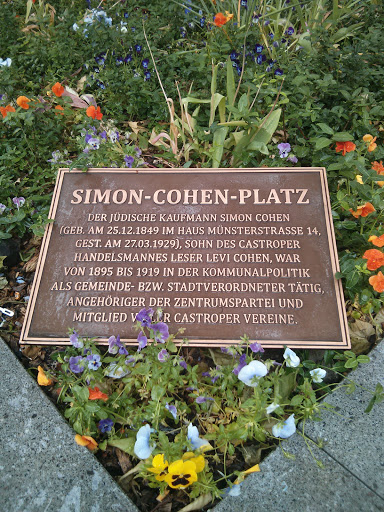 SIMON-COHEN-PLATZ
DER JÜDISCHE KAUFMANN SIMON COHEN
(GEB. AM 25.12.1849 IM HAUS MÜNSTERSTRASSE 14,
GEST. AM 27.03.1929), SOHN DES CASTROPER
HANDELSMANNES LESER LEVI COHEN, WAR
VON 1895 BIS 1919 IN DER KOMMUNALPOLITIK
ALS GEMEINDE- BZW. STADTVERORDNETER TÄTIG,
ANGEHÖRIGER DER ZENTRUMSPARTEI UND
MITGLIED LER CASTROPER VEREINE.